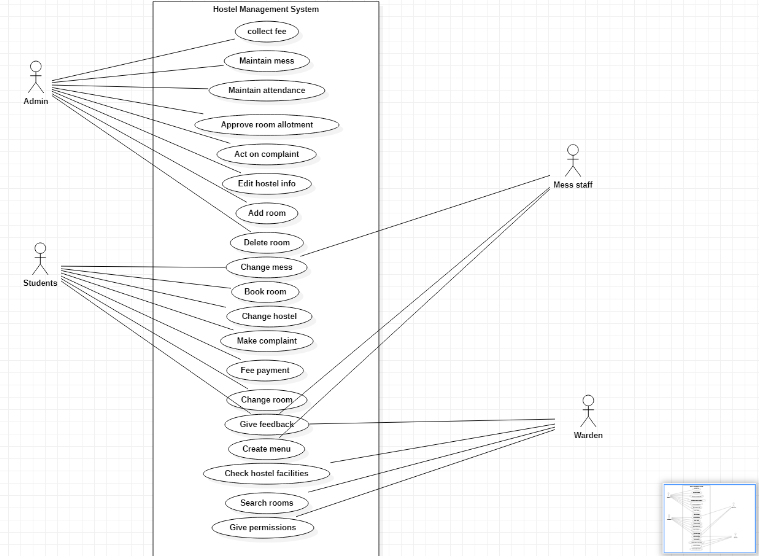 Hostel Management System
collect fee
Maintain mess
Maintain attendance
Admin
Approve room allotment
Act on complaint
Edit hostel info
Mess staff
Add room
Delete room
Change mess
Students
Book room
Change hostel
Make complaint
Fee payment
Change room
Give feedback
Warden
Create menu
Check hostel facilities
Search rooms
Give permissions